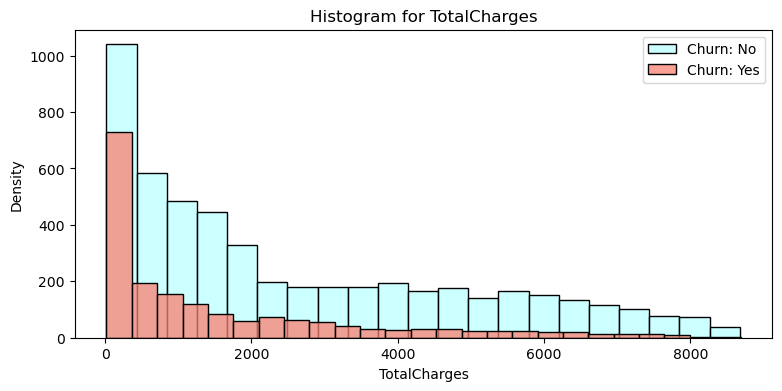 Histogram for TotalCharges
Churn: No
Churn: Yes
Density
1000
800
600
400
200
0
0 2000 4000 6000 8000
TotalCharges